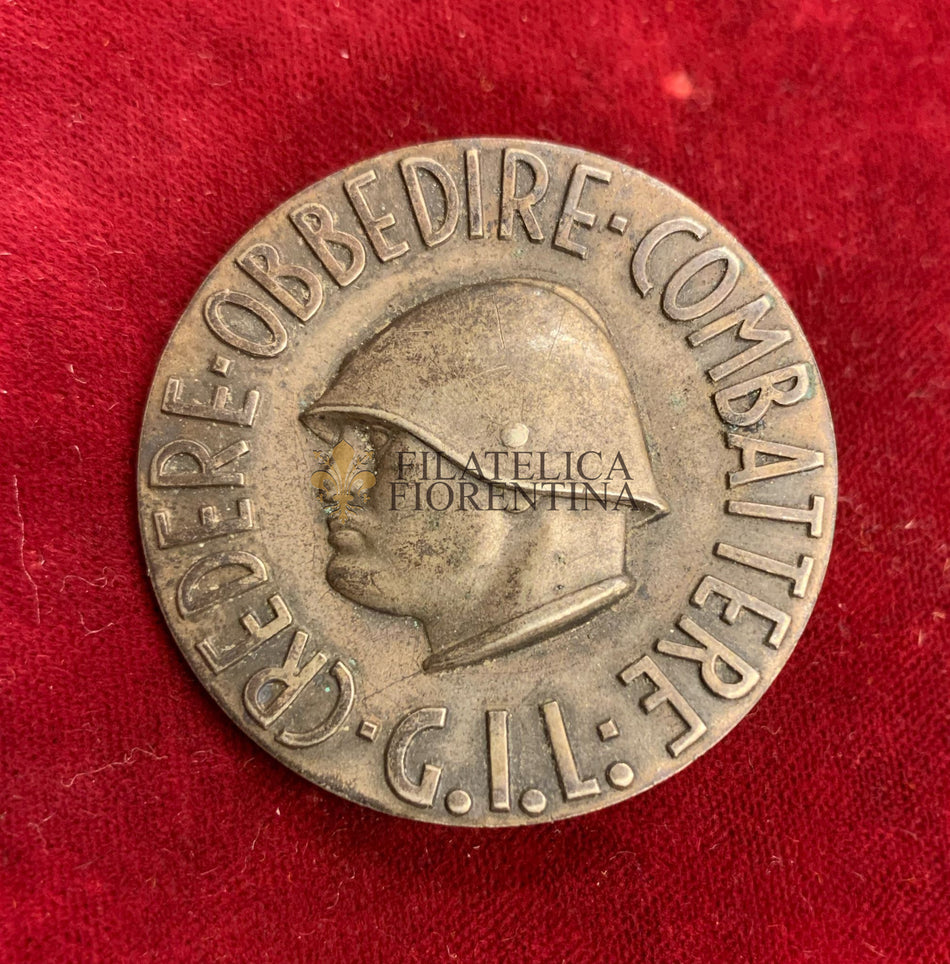 CREDERE · OBBEDIRE · COMBATTERE ·
G.I.L. ·
FILATELICA
FIORENTINA